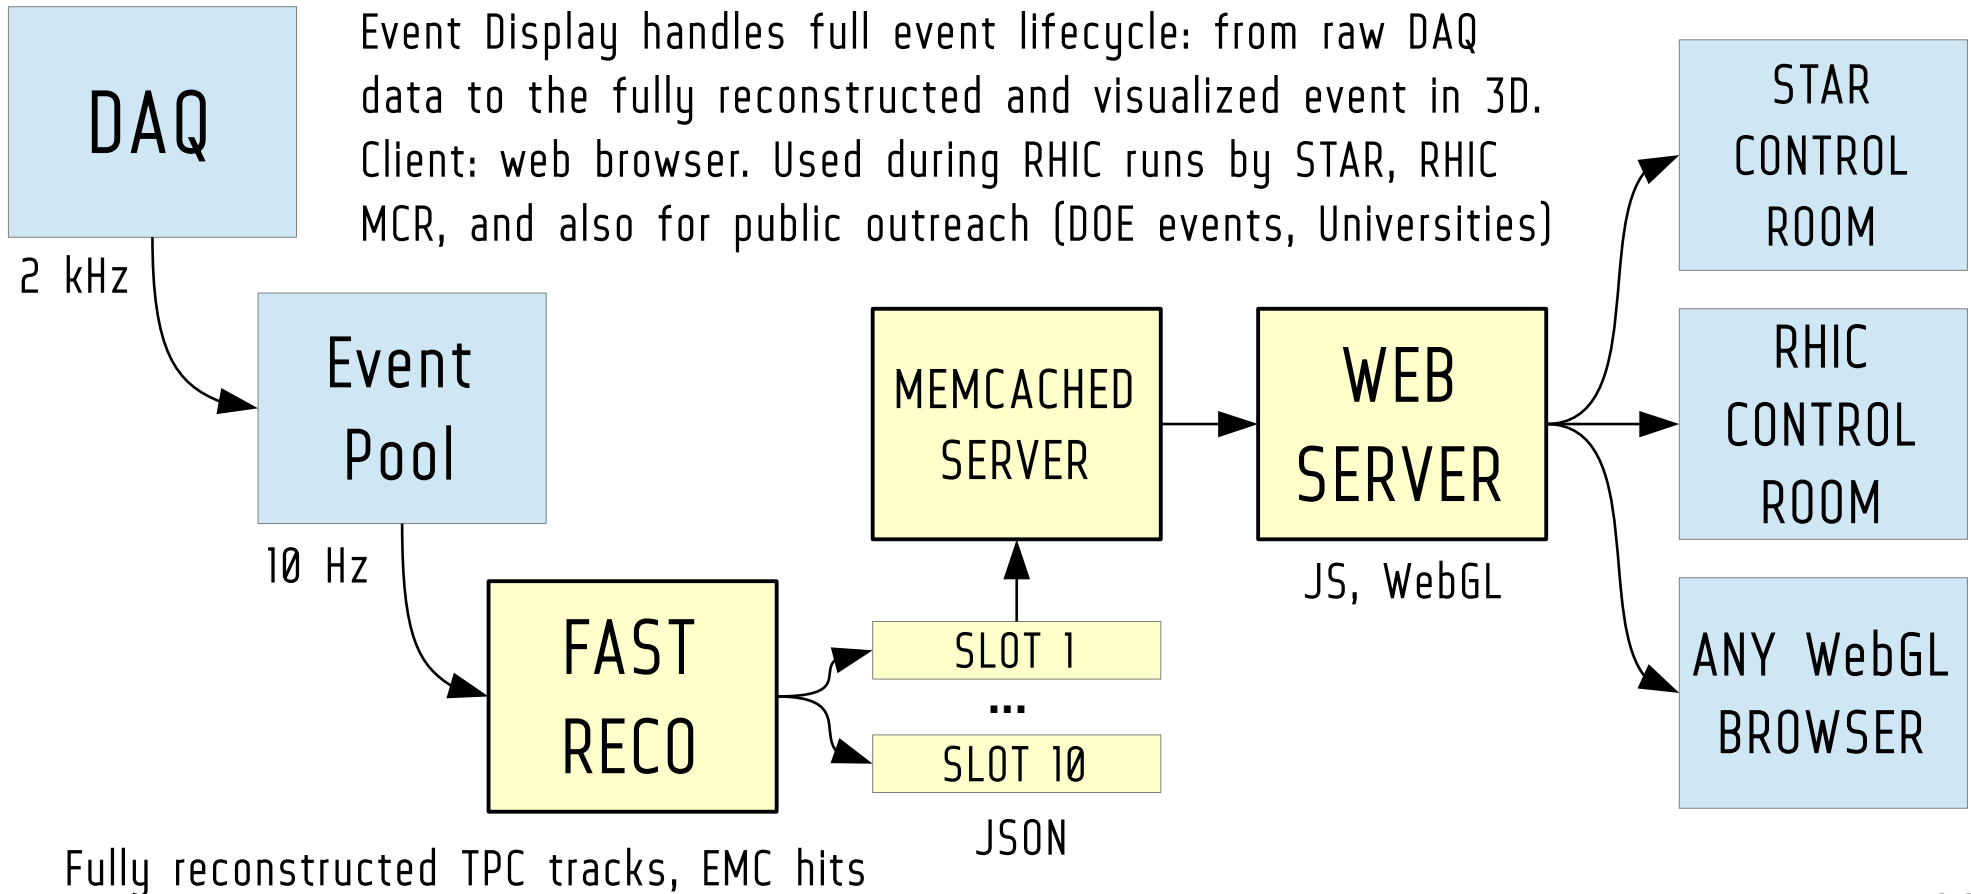 DAQ
Event Display handles full event lifecycle: from raw DAQ
data to the fully reconstructed and visualized event in 3D.
Client: web browser. Used during RHIC runs by STAR, RHIC
MCR, and also for public outreach (DOE events, Universities)
2 kHz
Event
Pool
10 Hz
FAST
RECO
Fully reconstructed TPC tracks, EMC hits
SLOT 1
...
SLOT 10
JSON
MEMCACHED
SERVER
WEB
SERVER
JS, WebGL
STAR
CONTROL
ROOM
RHIC
CONTROL
ROOM
ANY WebGL
BROWSER